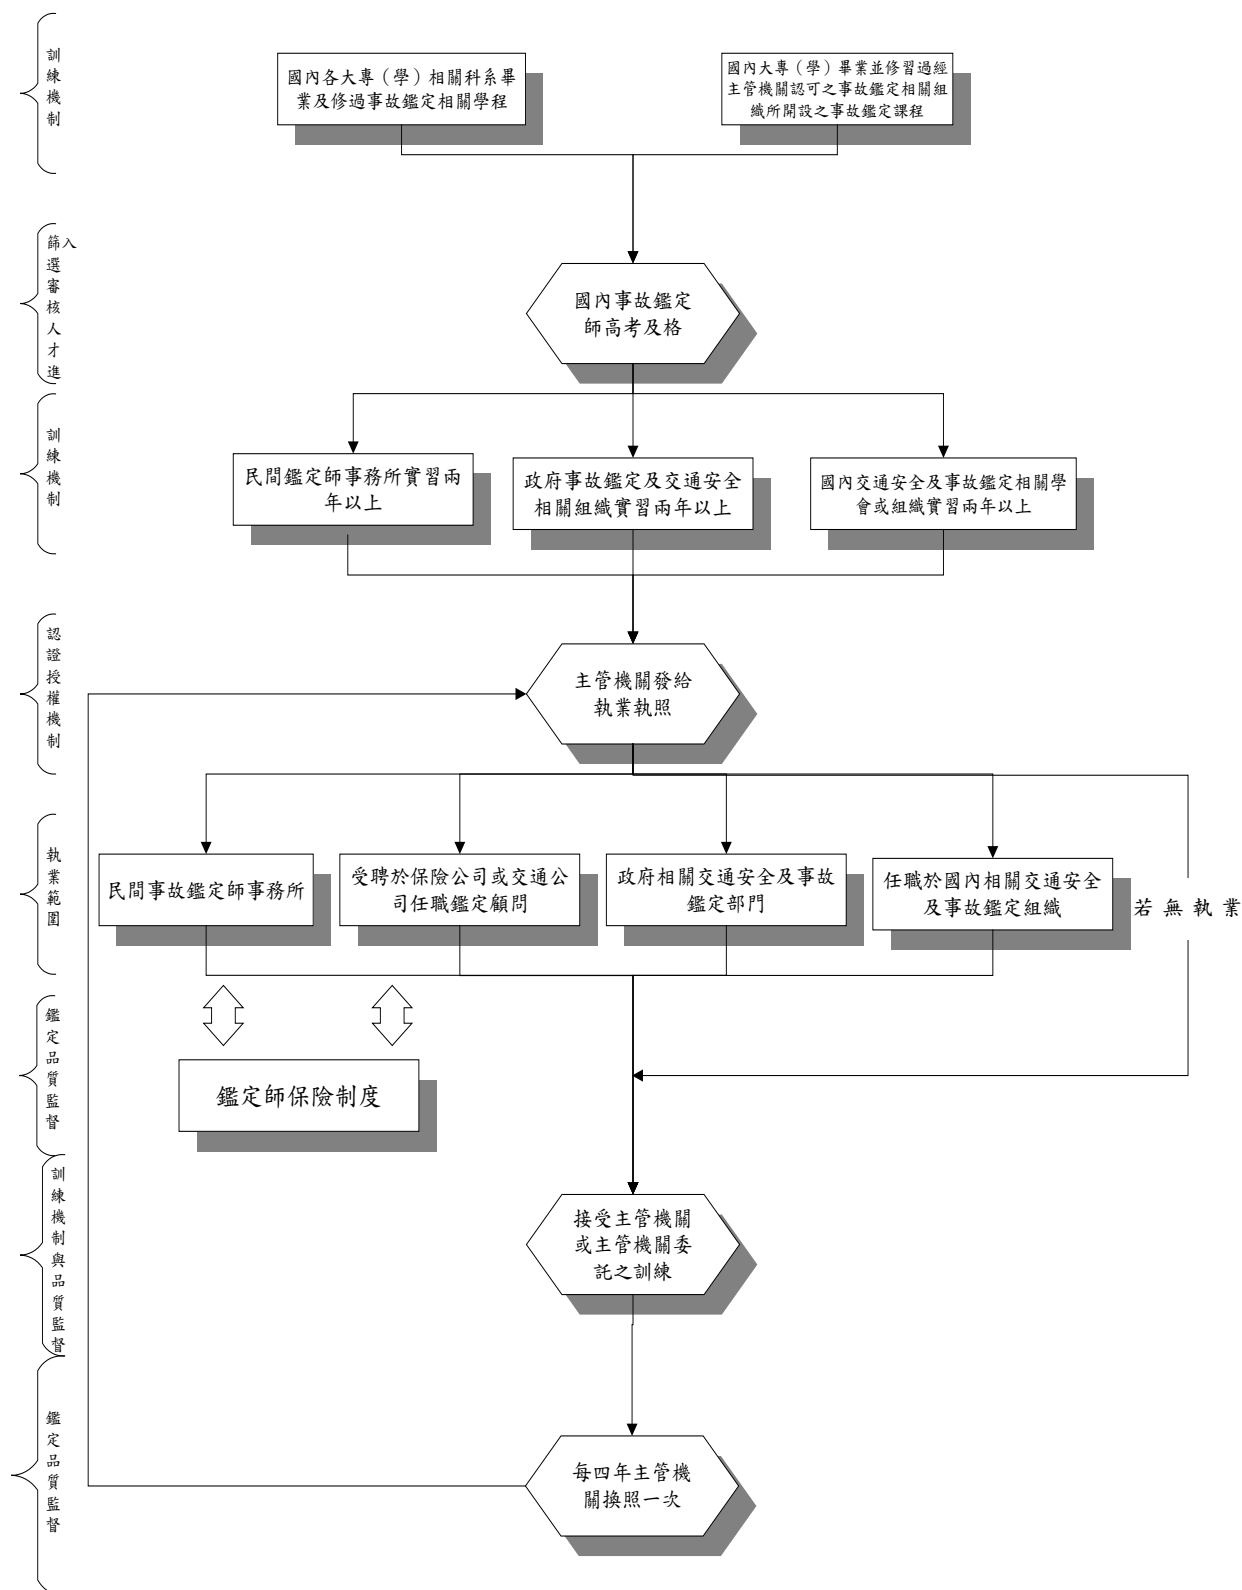 訓練機制
國內各大專（學）相關科系畢
業及修過事故鑑定相關學程
國內大專（學）畢業並修習過經
主管機關認可之事故鑑定相關組
織所開設之事故鑑定課程
篩選審核人才進
入
國內事故鑑定
師高考及格
訓練機制
民間鑑定師事務所實習兩
年以上
政府事故鑑定及交通安全
相關組織實習兩年以上
國內交通安全及事故鑑定相關學
會或組織實習兩年以上
認證授權機制
主管機關發給
執業執照
執業範圍
民間事故鑑定師事務所
受聘於保險公司或交通公
司任職鑑定顧問
政府相關交通安全及事故
鑑定部門
任職於國內相關交通安全
及事故鑑定組織
若無執業
鑑定品質監督
鑑定師保險制度
訓練機制與品質監督
接受主管機關
或主管機關委
託之訓練
鑑定品質監督
每四年主管機
關換照一次